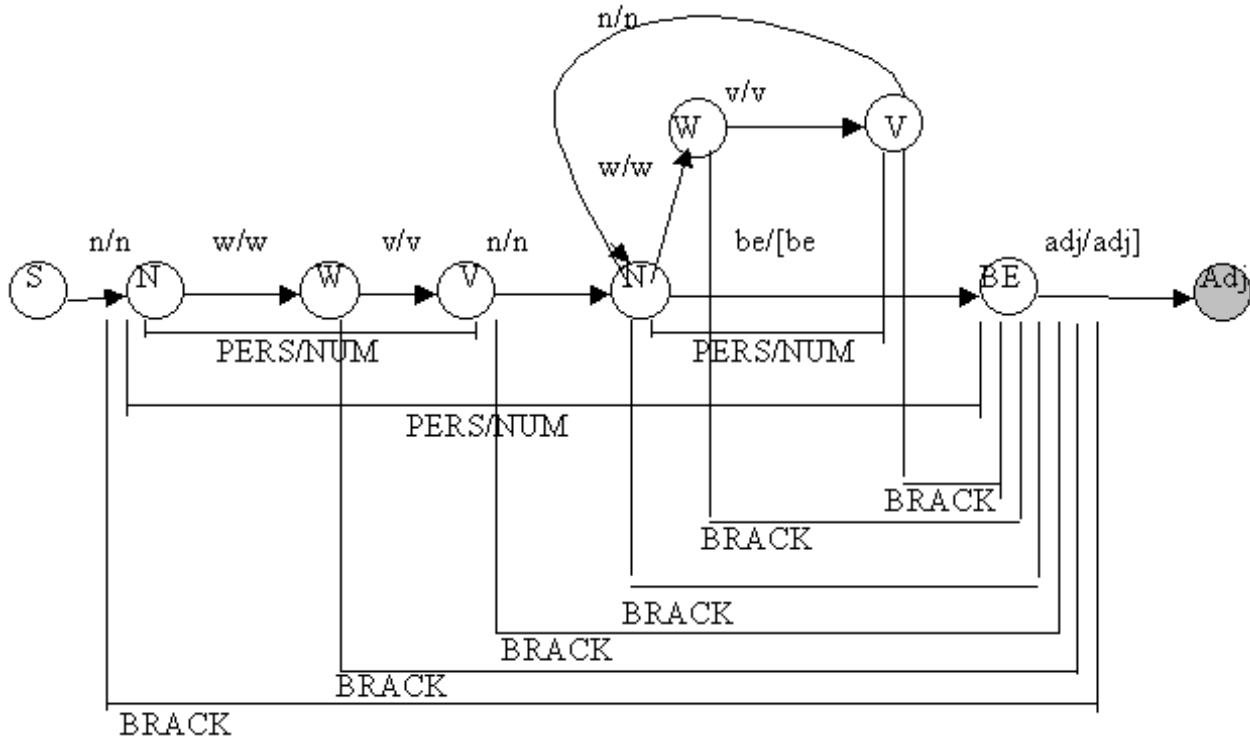 n/n
W
v/v
V
w/w
n/n
w/w
v/v
n/n
be/[be
adj/adj]
S
N
W
V
N
BE
Adj
PERS/NUM
PERS/NUM
PERS/NUM
BRACK
BRACK
BRACK
BRACK
BRACK
BRACK